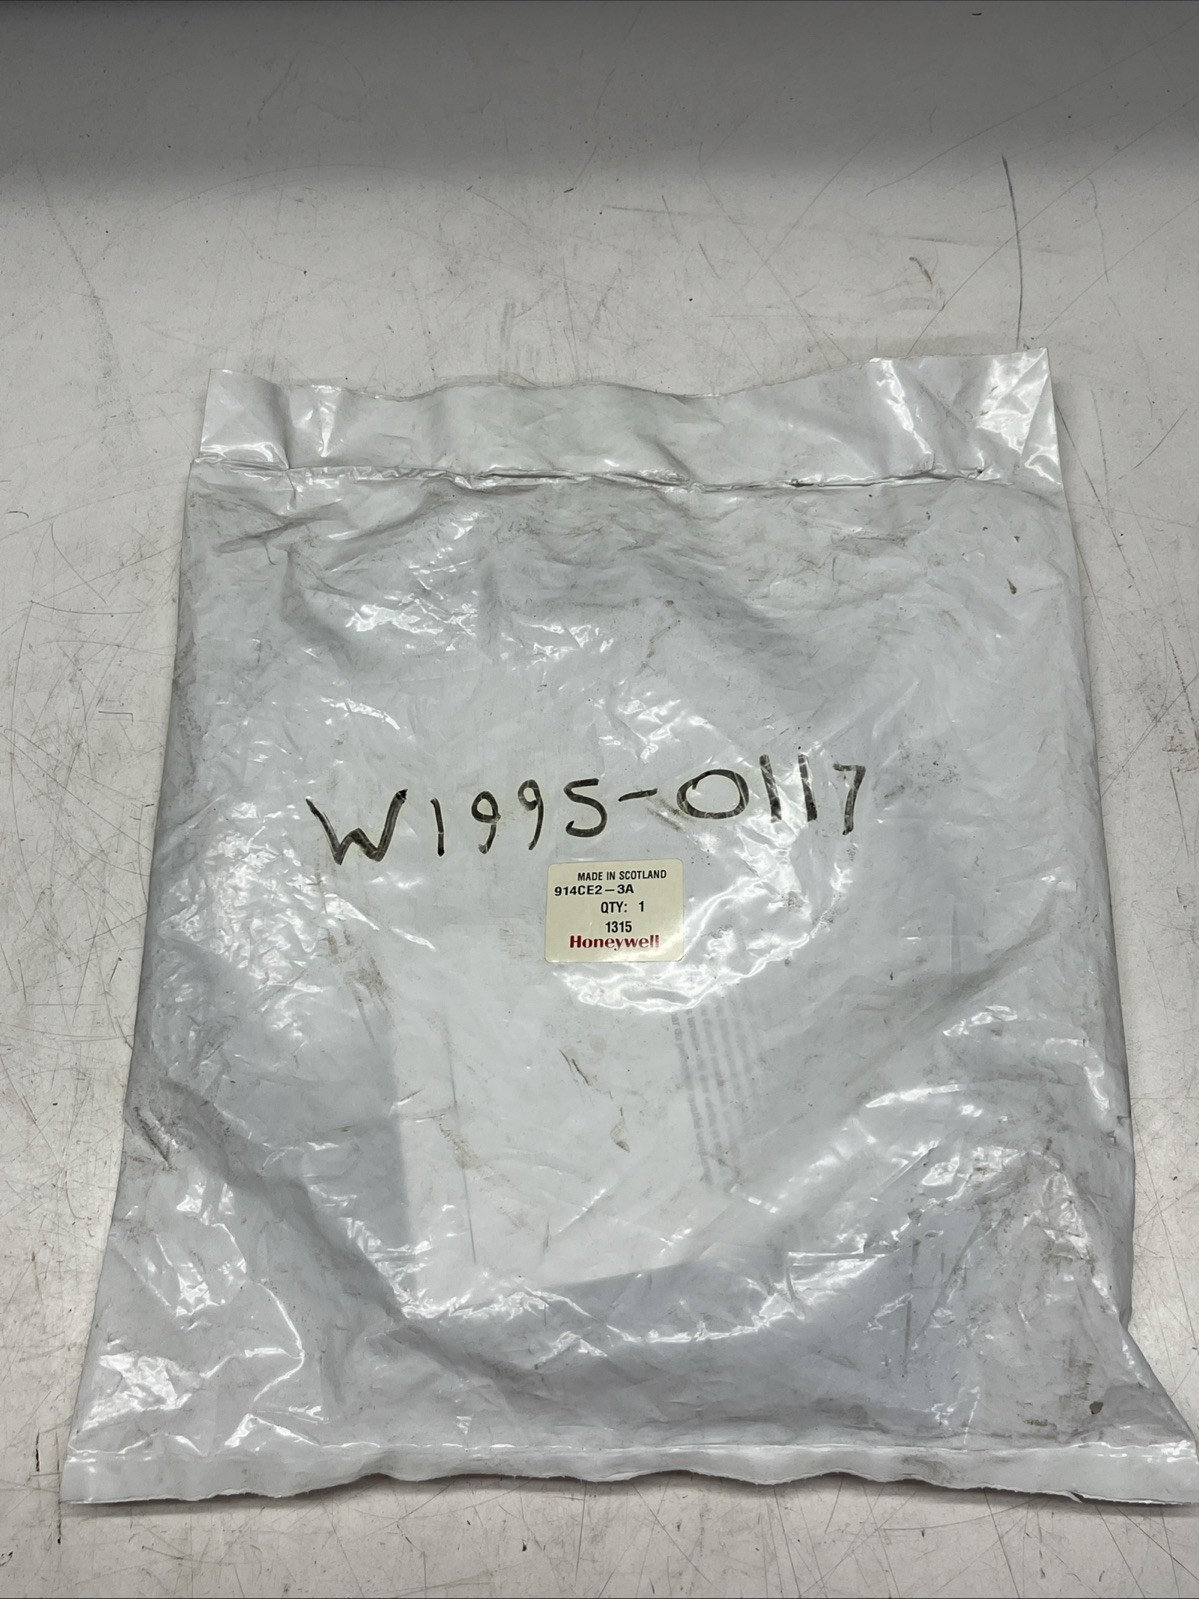 W1995-0117
MADE IN SCOTLAND
914CE2-3A
QTY: 1
1315
Honeywell